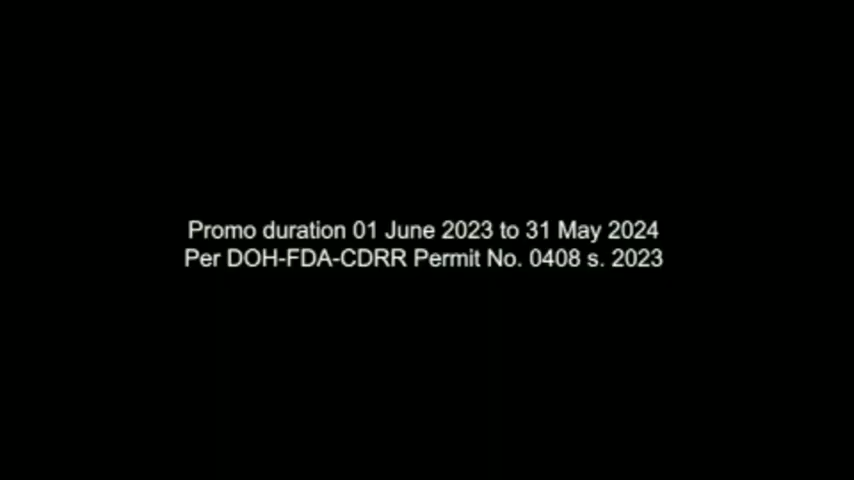 Promo duration 01 June 2023 to 31 May 2024
Per DOH-FDA-CDRR Permit No. 0408 s. 2023